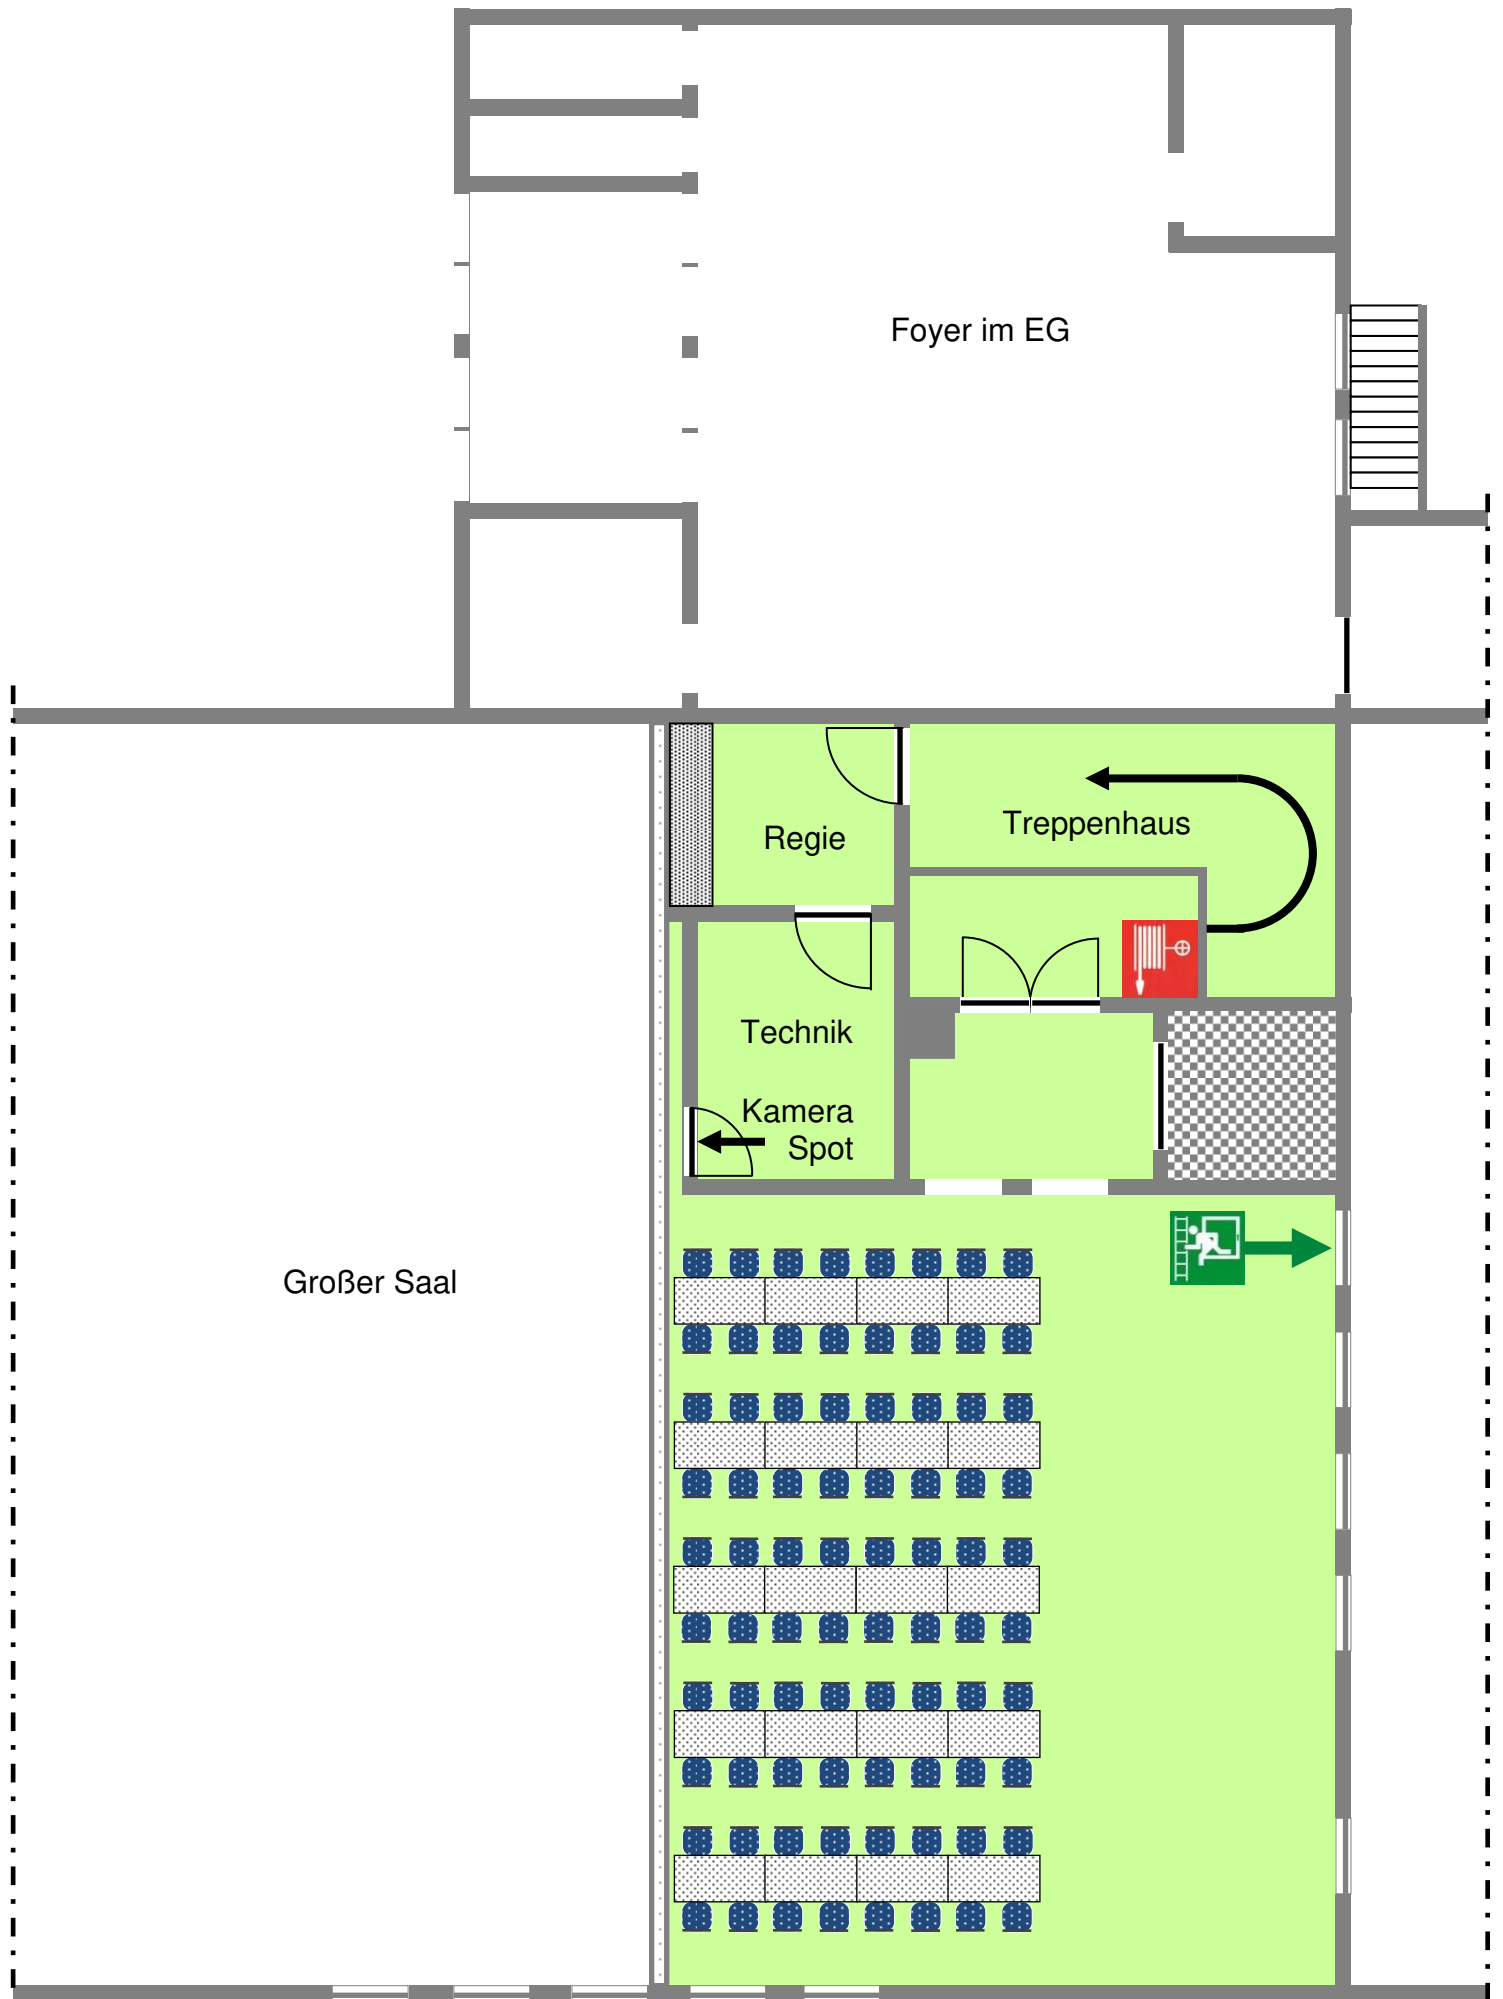 Foyer im EG
Treppenhaus
Regie
Technik
Kamera
Spot
Großer Saal